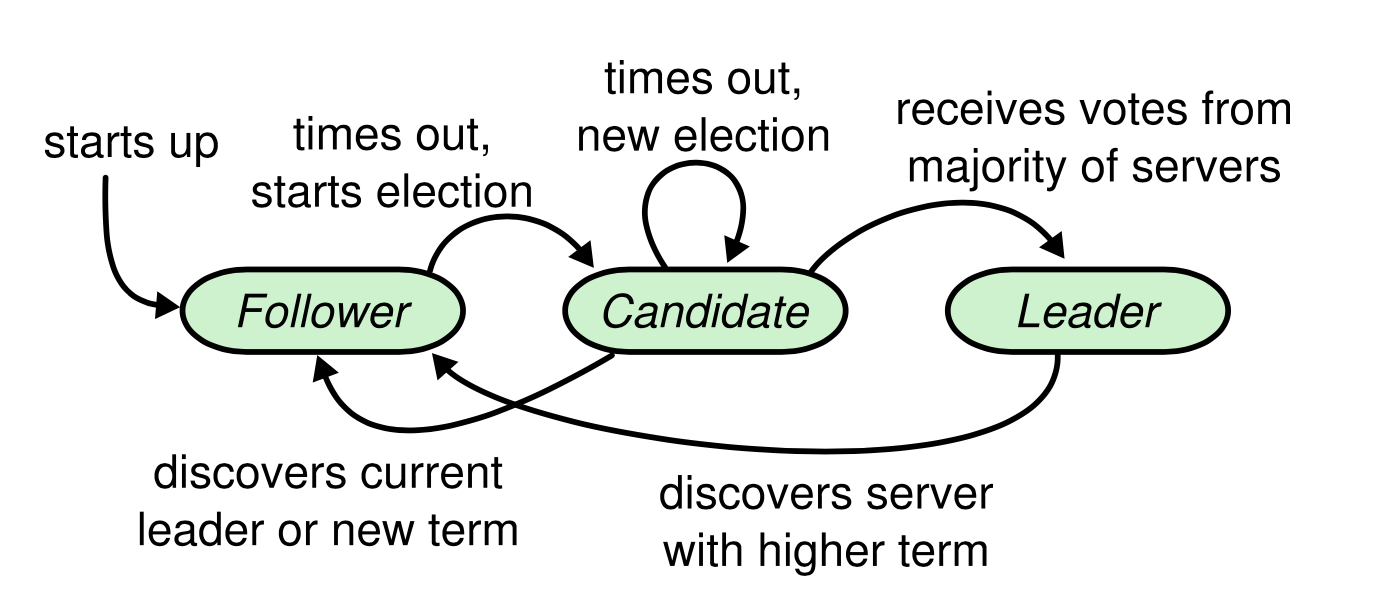 starts up
times out,
starts election
times out,
new election
receives votes from
majority of servers
Follower
Candidate
Leader
discovers current
leader or new term
discovers server
with higher term